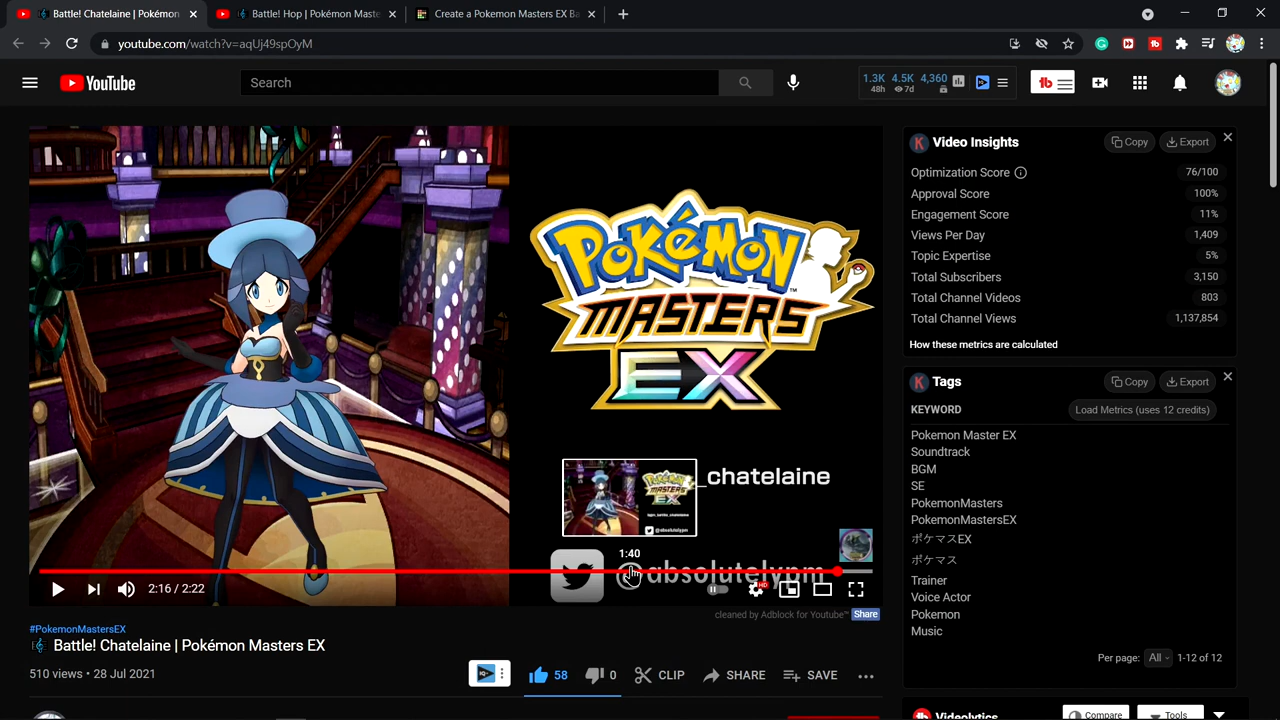 Battle! Chatelaine | Pokémon
Battle! Hop | Pokémon Maste
Create a Pokemon Masters EX Ba
youtube.com/watch?v=aqUj49spOyM
YouTube
Search
1.3K 4.5K 4,360
48h 7d
POKéMON
MASTERS
EX
_chatelaine
1:40
@absolutelypm
2:16 / 2:22
HD
cleaned by Adblock for Youtube™ Share
#PokemonMastersEX
Battle! Chatelaine | Pokémon Masters EX
510 views • 28 Jul 2021
58
0
CLIP
SHARE
SAVE
Video Insights
Copy
Export
Optimization Score 76/100
Approval Score 100%
Engagement Score 11%
Views Per Day 1,409
Topic Expertise 5%
Total Subscribers 3,150
Total Channel Videos 803
Total Channel Views 1,137,854
How these metrics are calculated
Tags
Copy
Export
KEYWORD
Load Metrics (uses 12 credits)
Pokemon Master EX
Soundtrack
BGM
SE
PokemonMasters
PokemonMastersEX
ポケマスEX
ポケマス
Trainer
Voice Actor
Pokemon
Music
Per page: All 1-12 of 12
Videolytics
Compare
Tools